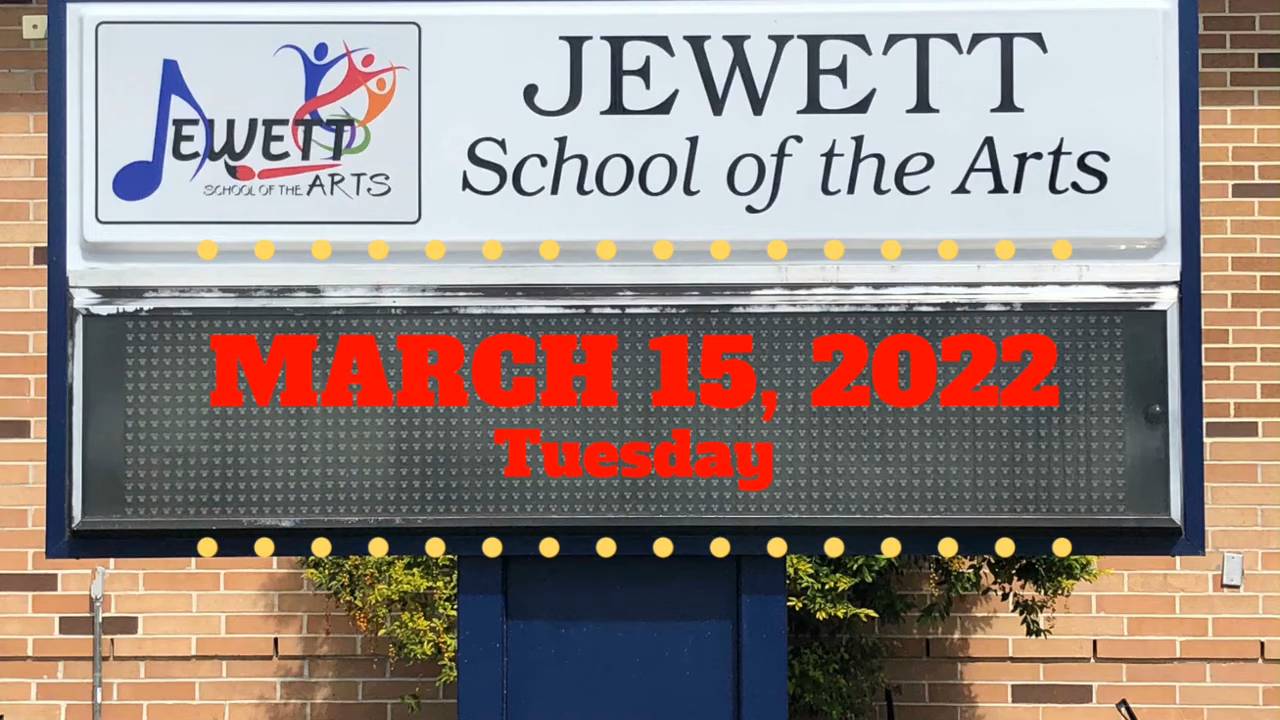 JEWETT
SCHOOL OF THE ARTS
JEWETT
School of the Arts
MARCH 15, 2022
Tuesday